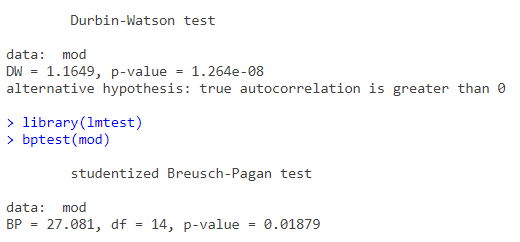 Durbin-Watson test
data: mod
DW = 1.1649, p-value = 1.264e-08
alternative hypothesis: true autocorrelation is greater than 0
> library(lmtest)
> bptest(mod)
studentized Breusch-Pagan test
data: mod
BP = 27.081, df = 14, p-value = 0.01879